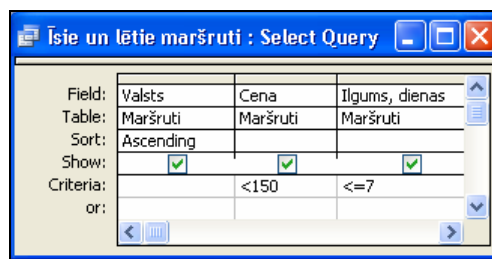 Īsie un lētie maršruti : Select Query
Field: Valsts Cena Ilgums, dienas
Table: Maršruti Maršruti Maršruti
Sort: Ascending
Show:
Criteria: <150 <=7
or: